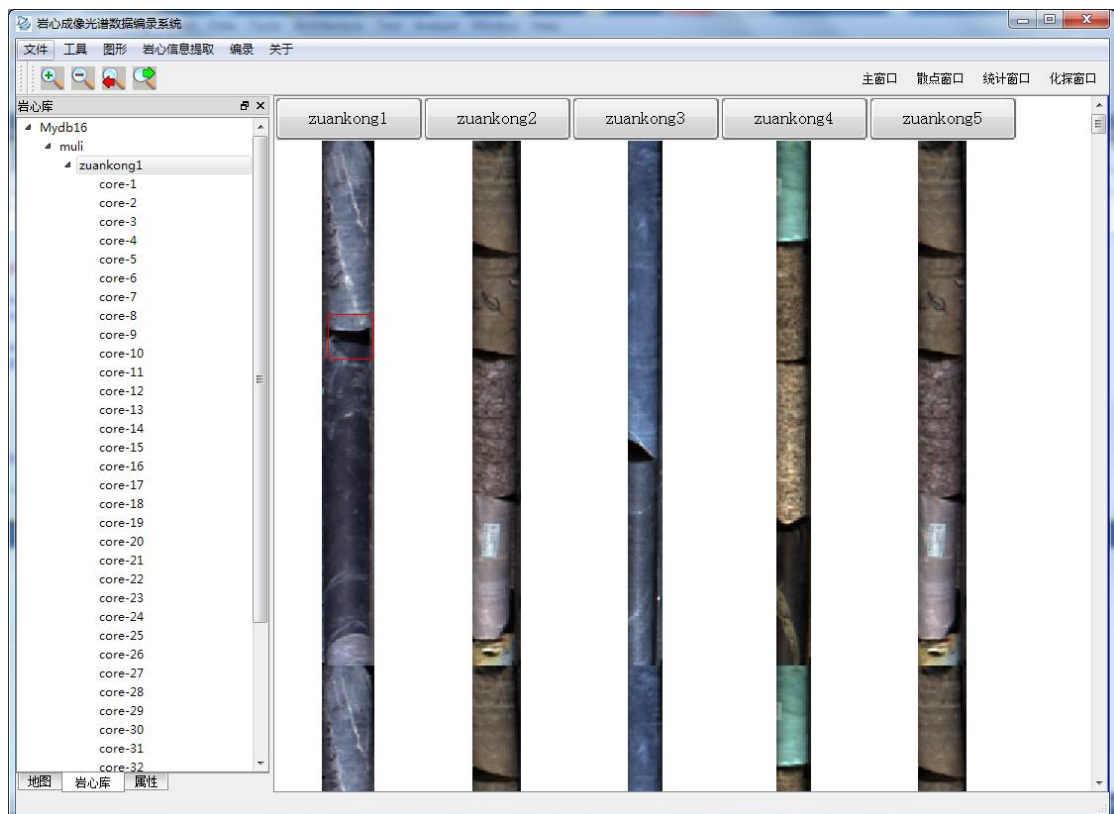 岩心成像光谱数据编录系统
文件 工具 图形 岩心信息提取 编录 关于
主窗口 散点窗口 统计窗口 化探窗口
岩心库
zuankong1 zuankong2 zuankong3 zuankong4 zuankong5
Mydb16
muli
zuankong1
core-1
core-2
core-3
core-4
core-5
core-6
core-7
core-8
core-9
core-10
core-11
core-12
core-13
core-14
core-15
core-16
core-17
core-18
core-19
core-20
core-21
core-22
core-23
core-24
core-25
core-26
core-27
core-28
core-29
core-30
core-31
core-32
地图 岩心库 属性